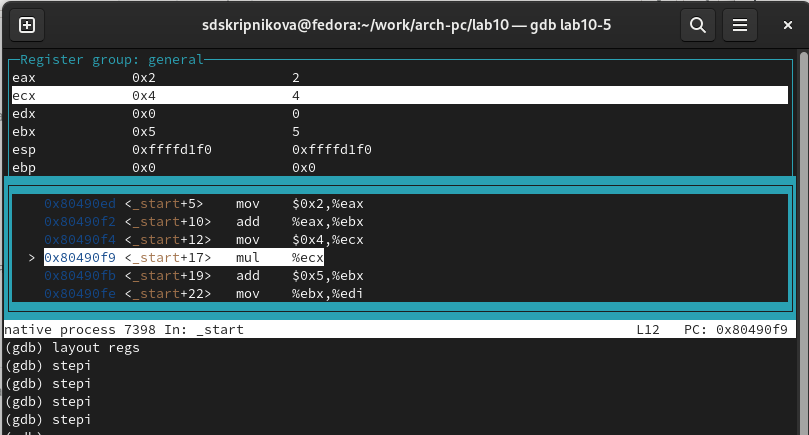 sdskripnikova@fedora:~/work/arch-pc/lab10 — gdb lab10-5
Register group: general
eax 0x2 2
ecx 0x4 4
edx 0x0 0
ebx 0x5 5
esp 0xffffd1f0 0xffffd1f0
ebp 0x0 0x0
0x80490ed <_start+5> mov $0x2,%eax
0x80490f2 <_start+10> add %eax,%ebx
0x80490f4 <_start+12> mov $0x4,%ecx
> 0x80490f9 <_start+17> mul %ecx
0x80490fb <_start+19> add $0x5,%ebx
0x80490fe <_start+22> mov %ebx,%edi
native process 7398 In: _start L12 PC: 0x80490f9
(gdb) layout regs
(gdb) stepi
(gdb) stepi
(gdb) stepi
(gdb) stepi